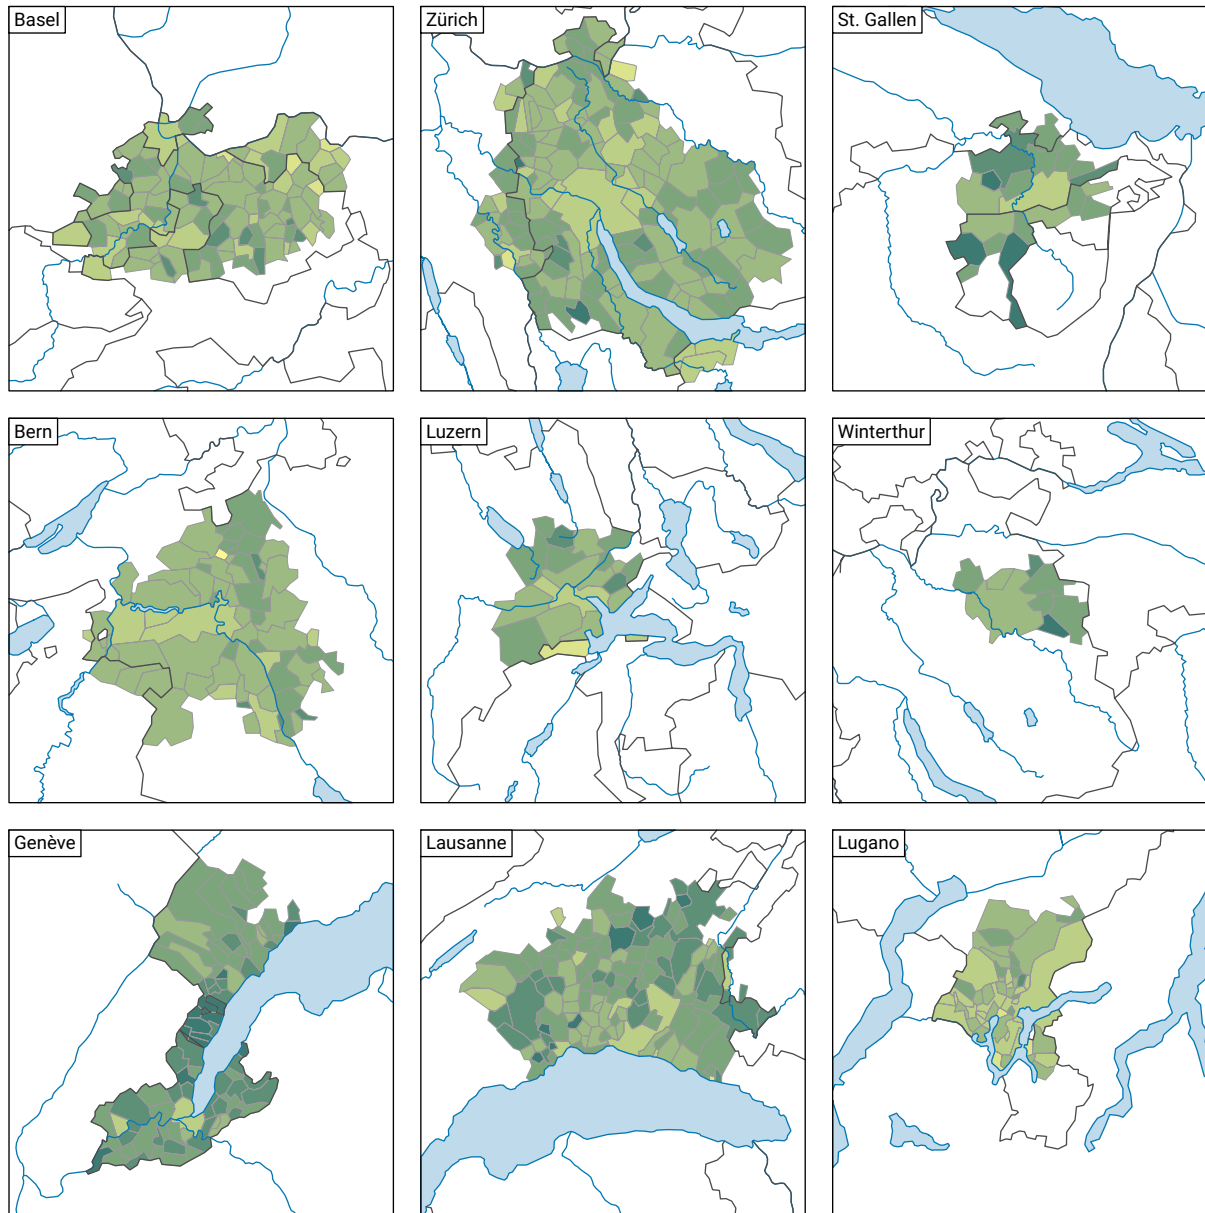 Basel
Zürich
St. Gallen
Bern
Luzern
Winterthur
Genève
Lausanne
Lugano